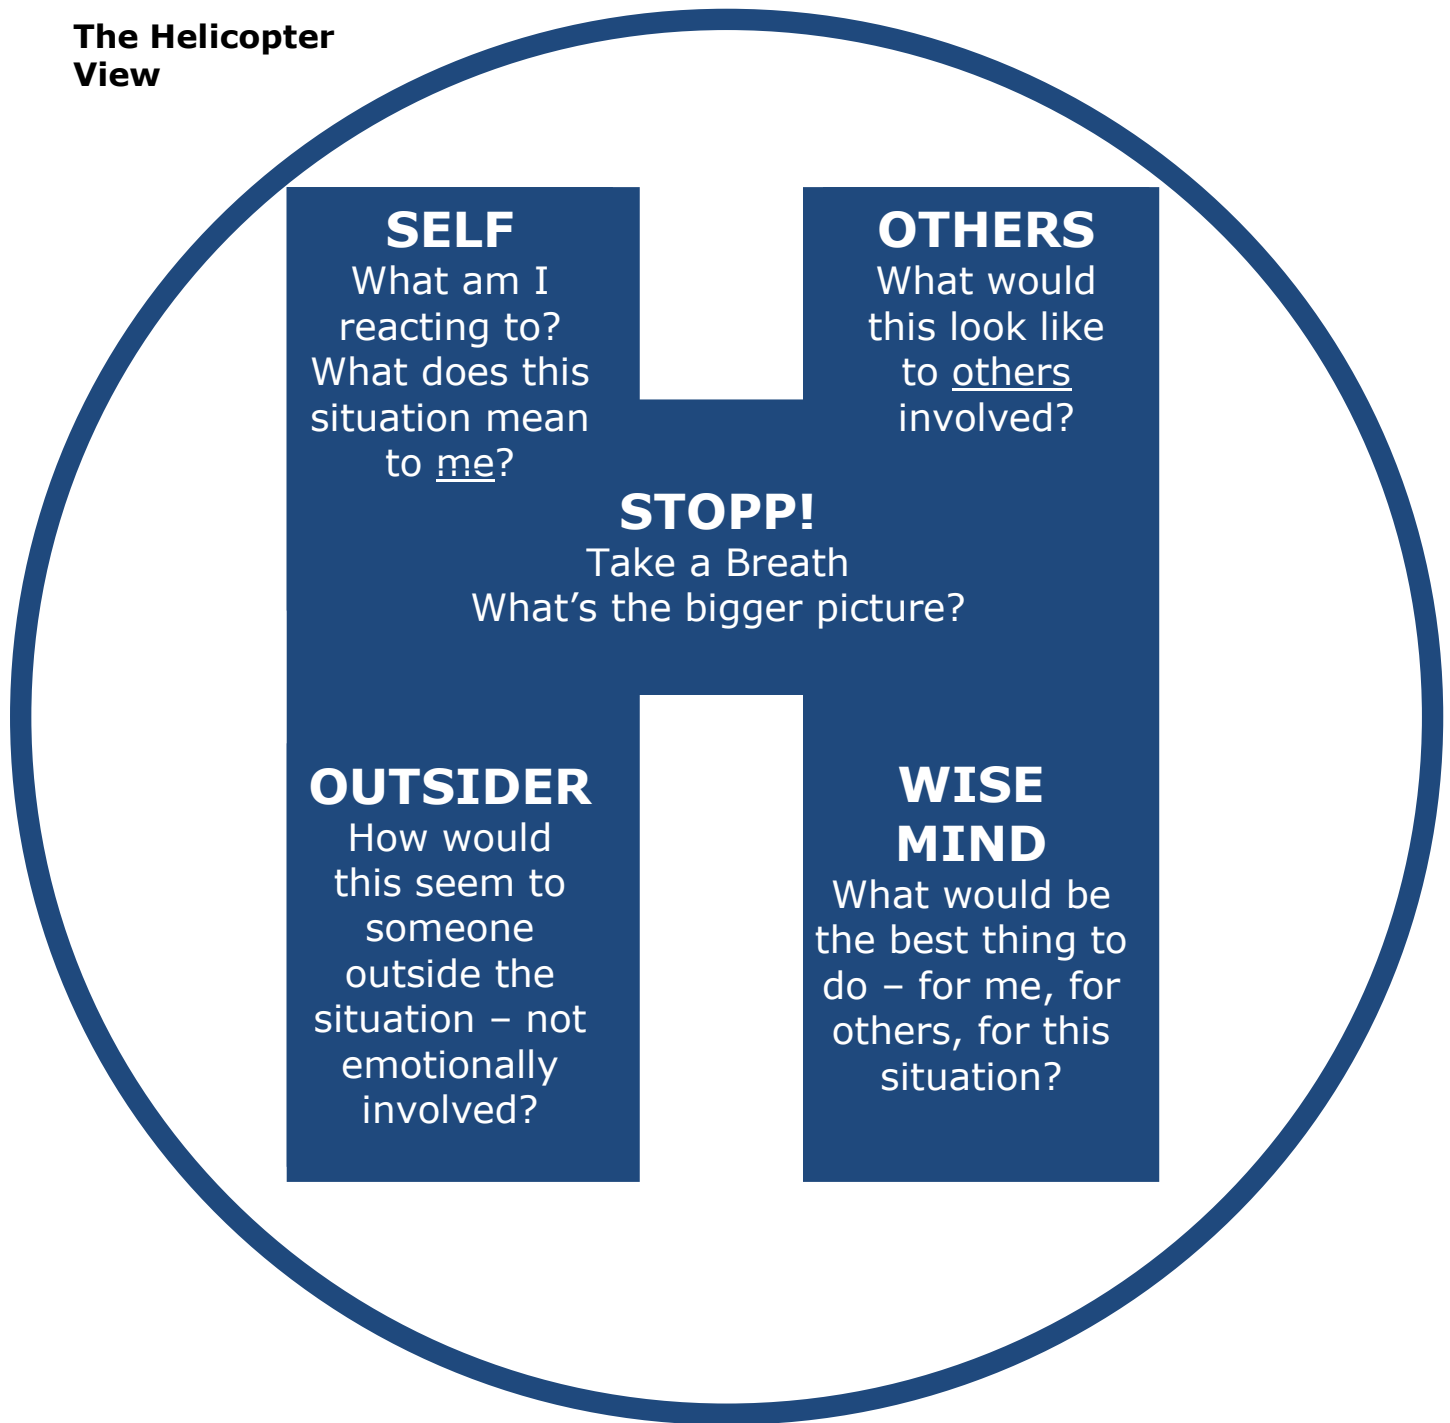 The Helicopter
View
SELF
What am I
reacting to?
What does this
situation mean
to me?
OTHERS
What would
this look like
to others
involved?
STOPP!
Take a Breath
What’s the bigger picture?
OUTSIDER
How would
this seem to
someone
outside the
situation – not
emotionally
involved?
WISE
MIND
What would be
the best thing to
do – for me, for
others, for this
situation?